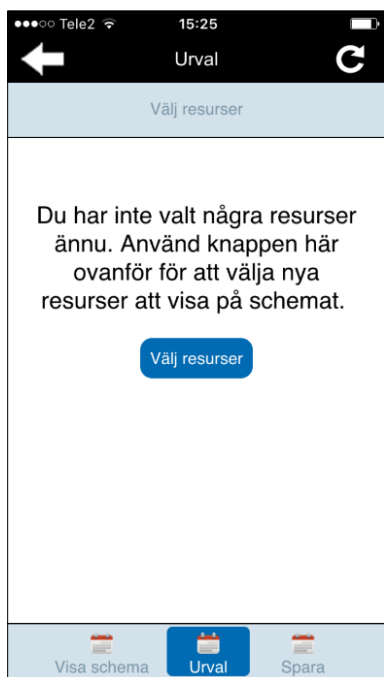 ●●●○○ Tele2 15:25
Urval
Välj resurser
Du har inte valt några resurser
ännu. Använd knappen här
ovanför för att välja nya
resurser att visa på schemat.
Välj resurser
Visa schema Urval Spara